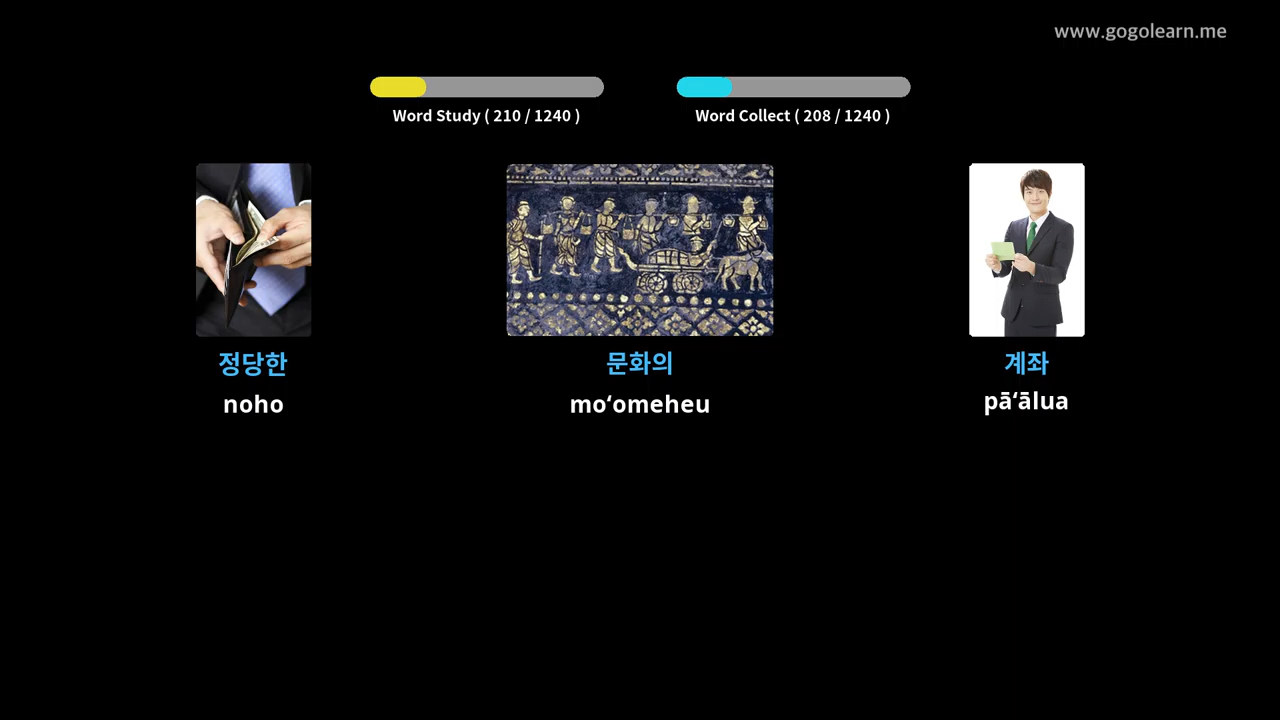 www.gogolearn.me
Word Study ( 210 / 1240 )
Word Collect ( 208 / 1240 )
정당한
문화의
계좌
noho
moʻomeheu
pāʻālua